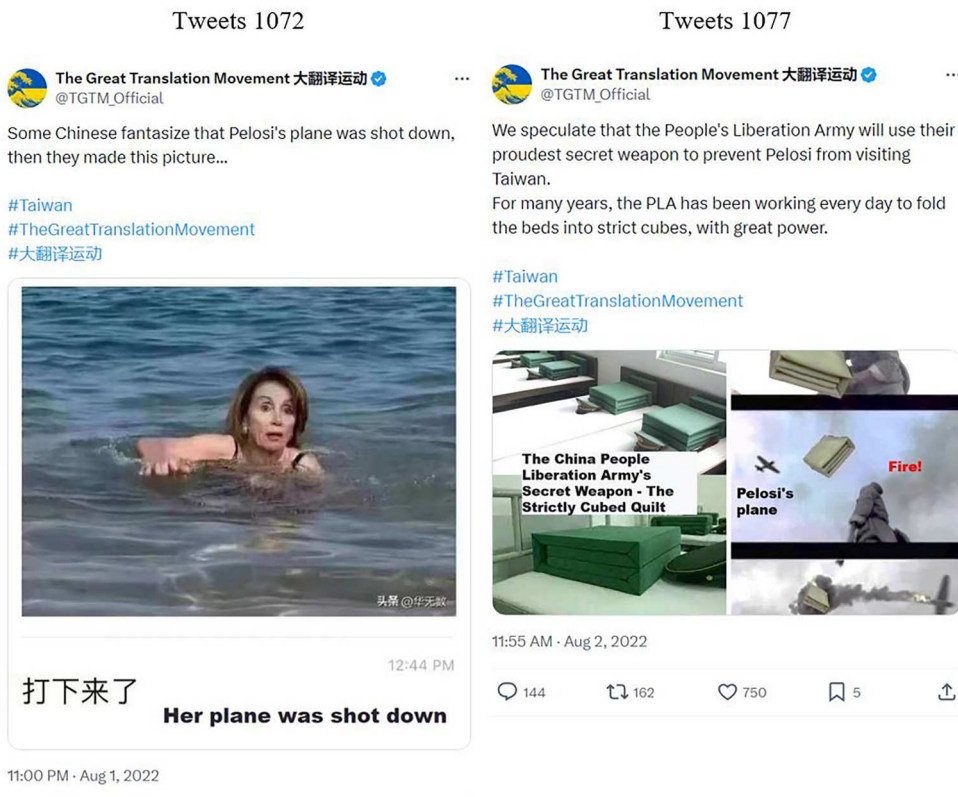 Tweets 1072
The Great Translation Movement 大翻译运动
@TGTM_Official
Some Chinese fantasize that Pelosi's plane was shot down,
then they made this picture...
#Taiwan
#TheGreatTranslationMovement
#大翻译运动
头条 @华无数
12:44 PM
打下来了
Her plane was shot down
11:00 PM · Aug 1, 2022
Tweets 1077
The Great Translation Movement 大翻译运动
@TGTM_Official
We speculate that the People's Liberation Army will use their
proudest secret weapon to prevent Pelosi from visiting
Taiwan.
For many years, the PLA has been working every day to fold
the beds into strict cubes, with great power.
#Taiwan
#TheGreatTranslationMovement
#大翻译运动
The China People
Liberation Army's
Secret Weapon - The
Strictly Cubed Quilt
Fire!
Pelosi's
plane
11:55 AM · Aug 2, 2022
144 162 750 5